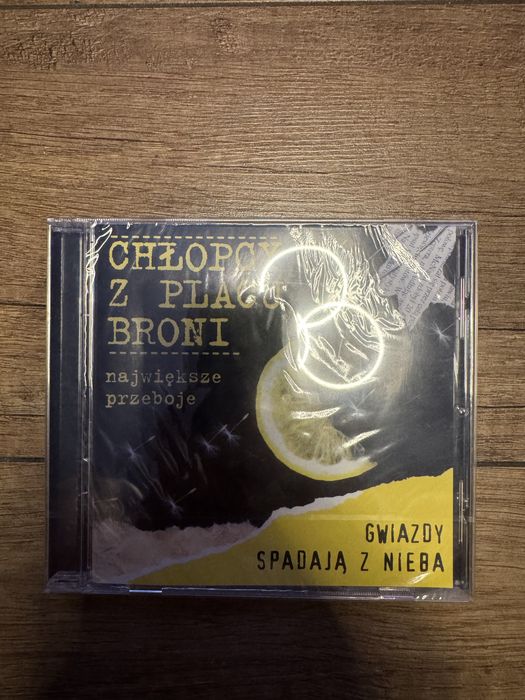 CHŁOPCY
Z PLACU
BRONI
największe
przeboje
GWIAZDY
SPADAJĄ Z NIEBA